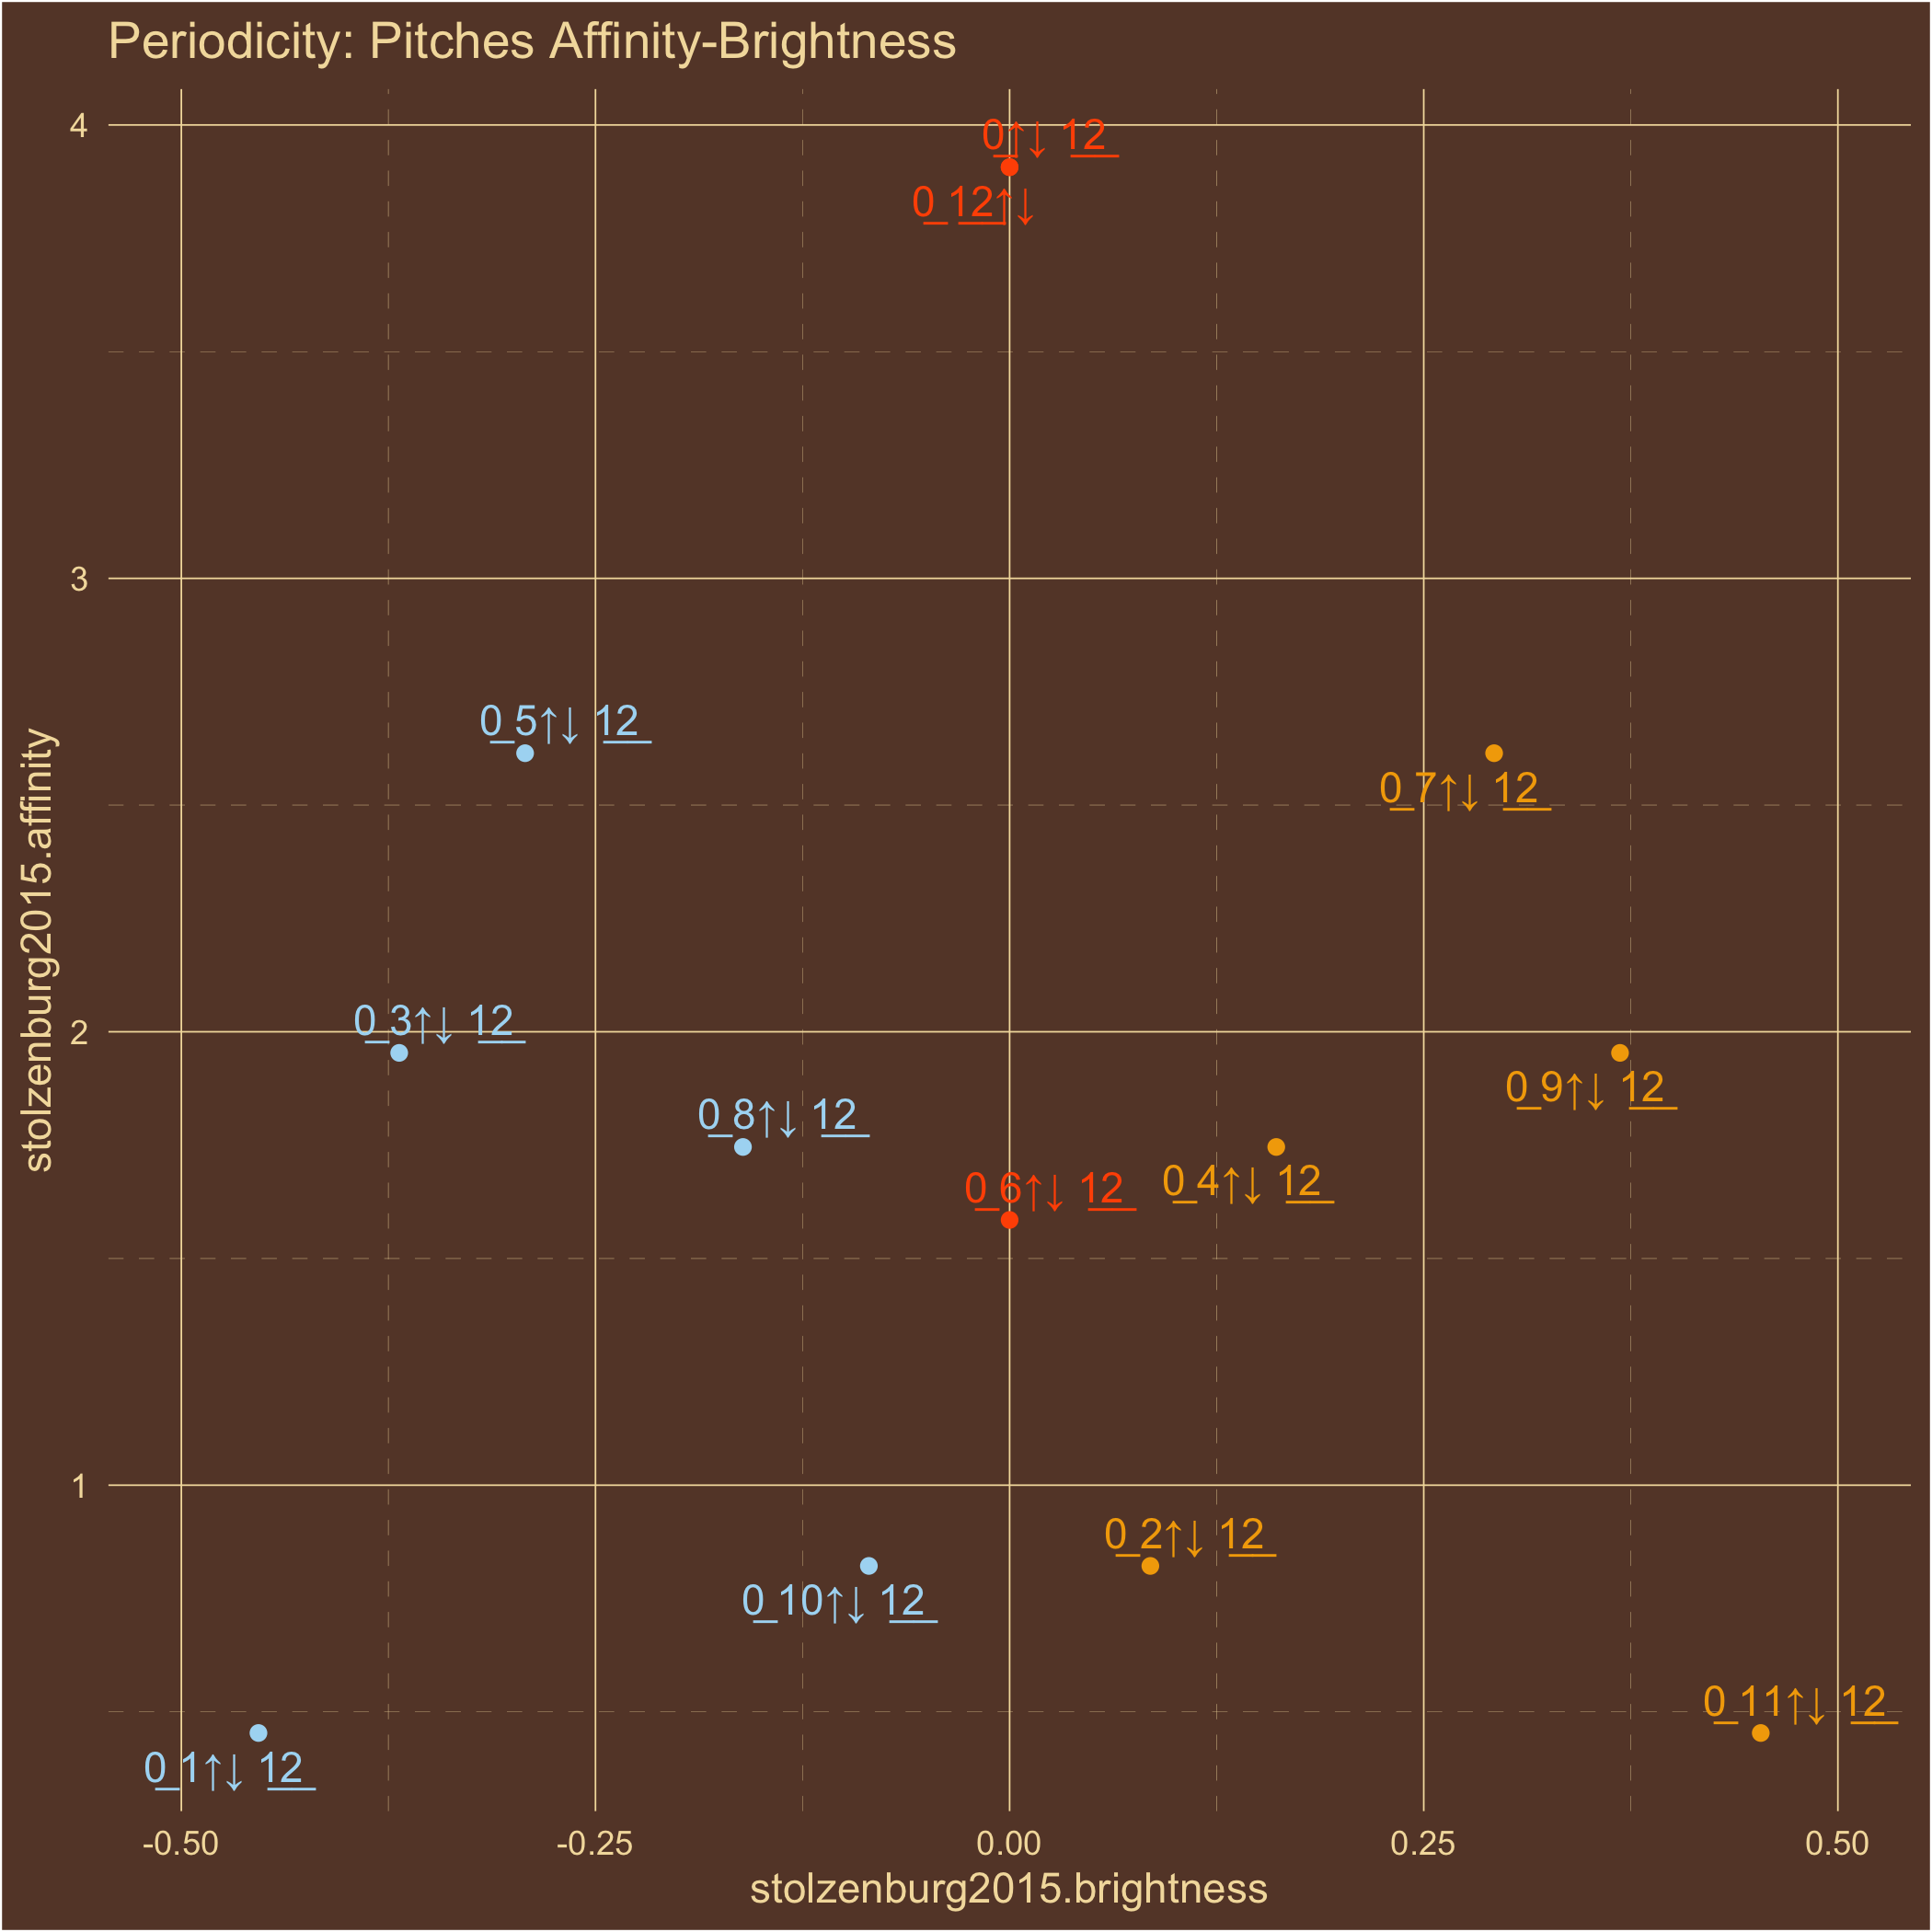 Periodicity: Pitches Affinity-Brightness
4
0↑↓ 12
0 12↑↓
3
0 5↑↓ 12
0 7↑↓ 12
stolzenburg2015.affinity
2
0 3↑↓ 12
0 9↑↓ 12
0 8↑↓ 12
0 4↑↓ 12
0 6↑↓ 12
1
0 2↑↓ 12
0 10↑↓ 12
0 11↑↓ 12
0 1↑↓ 12
-0.50 -0.25 0.00 0.25 0.50
stolzenburg2015.brightness